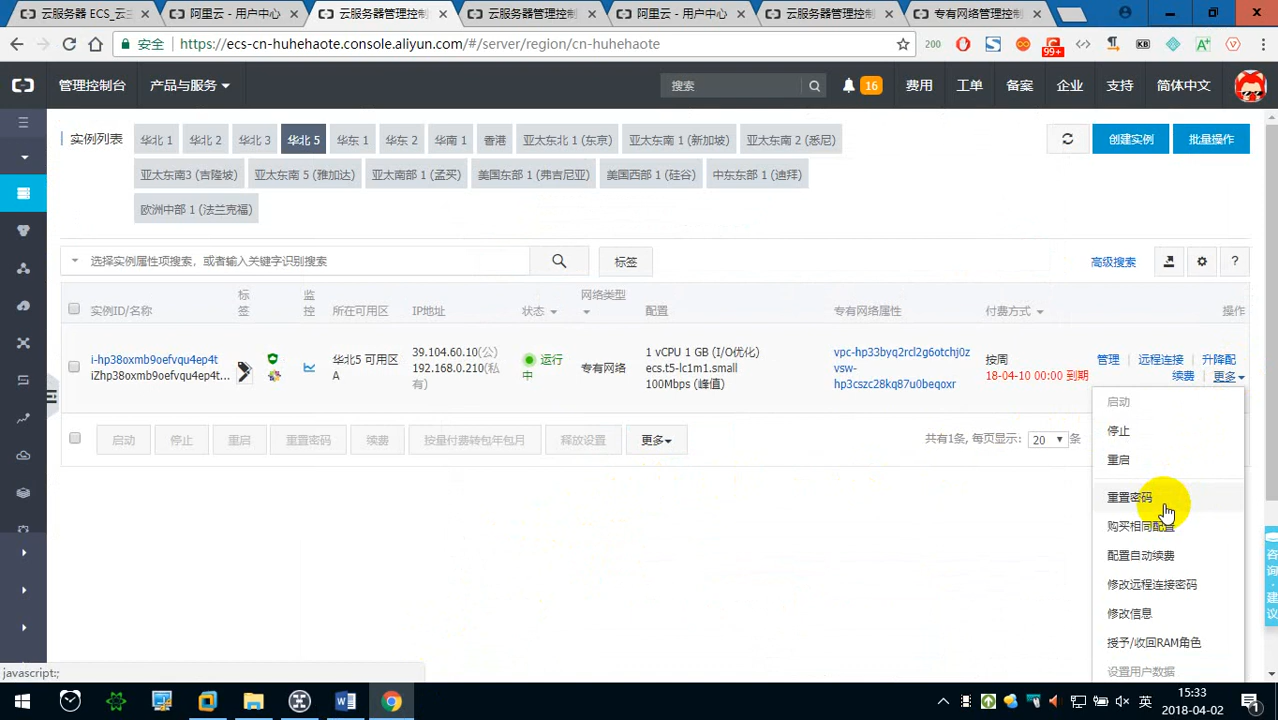 云服务器 ECS_云主
阿里云 - 用户中心
云服务器管理控制
云服务器管理控制
阿里云 - 用户中心
云服务器管理控制
专有网络管理控制
安全
https://ecs-cn-huhehaote.console.aliyun.com/#/server/region/cn-huhehaote
200
99+
KB
管理控制台
产品与服务
搜索
16
费用
工单
备案
企业
支持
简体中文
实例列表
华北 1
华北 2
华北 3
华北 5
华东 1
华东 2
华南 1
香港
亚太东北 1 (东京)
亚太东南 1 (新加坡)
亚太东南 2 (悉尼)
创建实例
批量操作
亚太东南3 (吉隆坡)
亚太东南 5 (雅加达)
亚太南部 1 (孟买)
美国东部 1 (弗吉尼亚)
美国西部 1 (硅谷)
中东东部 1 (迪拜)
欧洲中部 1 (法兰克福)
选择实例属性项搜索，或者输入关键字识别搜索
标签
高级搜索
?
实例ID/名称
标签
监控
所在可用区
IP地址
状态
网络类型
配置
专有网络属性
付费方式
操作
i-hp38oxmb9oefvqu4ep4t
iZhp38oxmb9oefvqu4ep4t...
华北5 可用区
A
39.104.60.10(公)
192.168.0.210(私
有)
运行
中
专有网络
1 vCPU 1 GB (I/O优化)
ecs.t5-lc1m1.small
100Mbps (峰值)
vpc-hp33byq2rcl2g6otchj0z
vsw-
hp3cszc28kq87u0beqoxr
按周
18-04-10 00:00 到期
管理
远程连接
升降配
续费
更多
启动
停止
重启
重置密码
续费
按量付费转包年包月
释放设置
更多
共有1条, 每页显示:
20
条
启动
停止
重启
重置密码
购买相同配置
配置自动续费
修改远程连接密码
修改信息
授予/收回RAM角色
设置用户数据
咨询·建议
javascript:;
英
15:33
2018-04-02
1